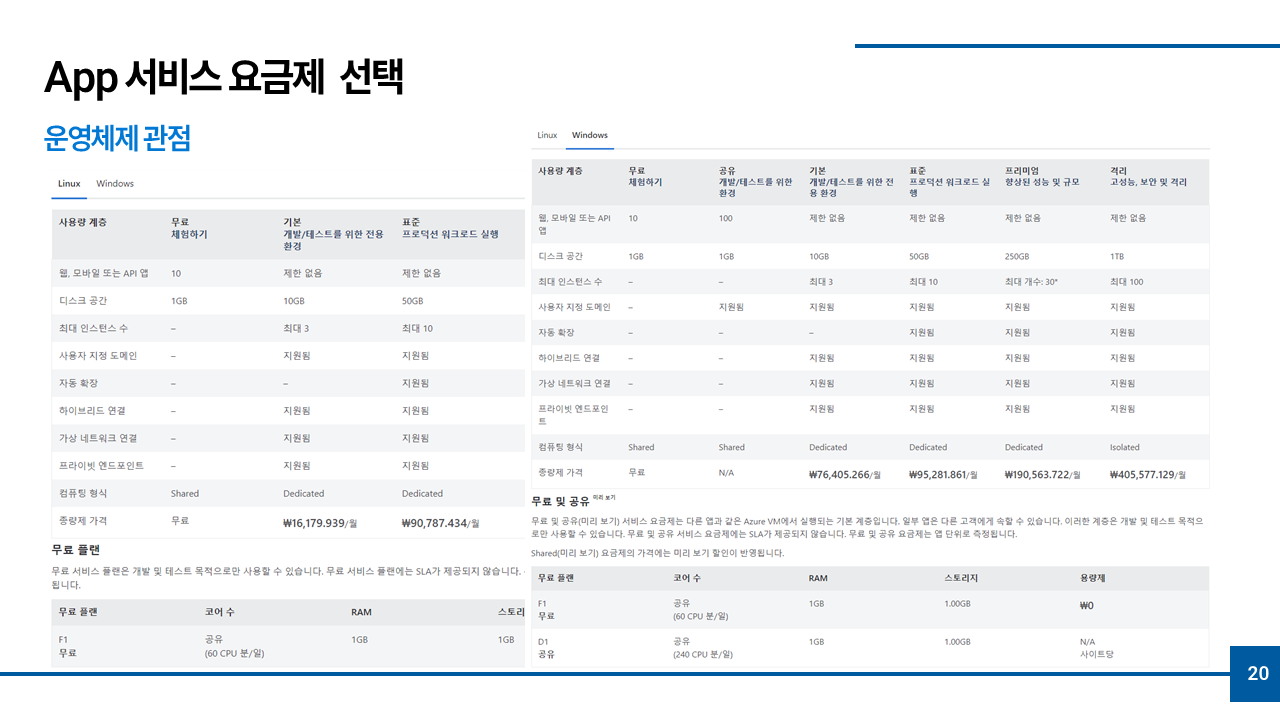 App 서비스 요금제 선택
운영체제 관점
Linux Windows
사용량 계층 무료 기본 표준
체험하기 개발/테스트를 위한 전용 프로덕션 워크로드 실행
환경
웹, 모바일 또는 API 앱 10 제한 없음 제한 없음
디스크 공간 1GB 10GB 50GB
최대 인스턴스 수 – 최대 3 최대 10
사용자 지정 도메인 – 지원됨 지원됨
자동 확장 – – 지원됨
하이브리드 연결 – 지원됨 지원됨
가상 네트워크 연결 – 지원됨 지원됨
프라이빗 엔드포인트 – 지원됨 지원됨
컴퓨팅 형식 Shared Dedicated Dedicated
종량제 가격 무료 ₩16,179.939/월 ₩90,787.434/월
무료 플랜
무료 서비스 플랜은 개발 및 테스트 목적으로만 사용할 수 있습니다. 무료 서비스 플랜에는 SLA가 제공되지 않습니다.
됩니다.
무료 플랜 코어 수 RAM 스토리
F1 공유 1GB 1GB
무료 (60 CPU 분/일)
Linux Windows
사용량 계층 무료 공유 기본 표준 프리미엄 격리
체험하기 개발/테스트를 위한 개발/테스트를 위한 전 프로덕션 워크로드 실 향상된 성능 및 규모 고성능, 보안 및 격리
환경 용 환경 행
웹, 모바일 또는 API 10 100 제한 없음 제한 없음 제한 없음 제한 없음
앱
디스크 공간 1GB 1GB 10GB 50GB 250GB 1TB
최대 인스턴스 수 – – 최대 3 최대 10 최대 개수: 30* 최대 100
사용자 지정 도메인 – 지원됨 지원됨 지원됨 지원됨 지원됨
자동 확장 – – – 지원됨 지원됨 지원됨
하이브리드 연결 – – 지원됨 지원됨 지원됨 지원됨
가상 네트워크 연결 – – 지원됨 지원됨 지원됨 지원됨
프라이빗 엔드포인 – – 지원됨 지원됨 지원됨 지원됨
트
컴퓨팅 형식 Shared Shared Dedicated Dedicated Dedicated Isolated
종량제 가격 무료 N/A ₩76,405.266/월 ₩95,281.861/월 ₩190,563.722/월 ₩405,577.129/월
무료 및 공유 미리 보기
무료 및 공유(미리 보기) 서비스 요금제는 다른 앱과 같은 Azure VM에서 실행되는 기본 계층입니다. 일부 앱은 다른 고객에게 속할 수 있습니다. 이러한 계층은 개발 및 테스트 목적으
로만 사용할 수 있습니다. 무료 및 공유 서비스 요금제에는 SLA가 제공되지 않습니다. 무료 및 공유 요금제는 앱 단위로 측정됩니다.
Shared(미리 보기) 요금제의 가격에는 미리 보기 할인이 반영됩니다.
무료 플랜 코어 수 RAM 스토리지 용량제
F1 공유 1GB 1.00GB ₩0
무료 (60 CPU 분/일)
D1 공유 1GB 1.00GB N/A
공유 (240 CPU 분/일) 사이트당
20